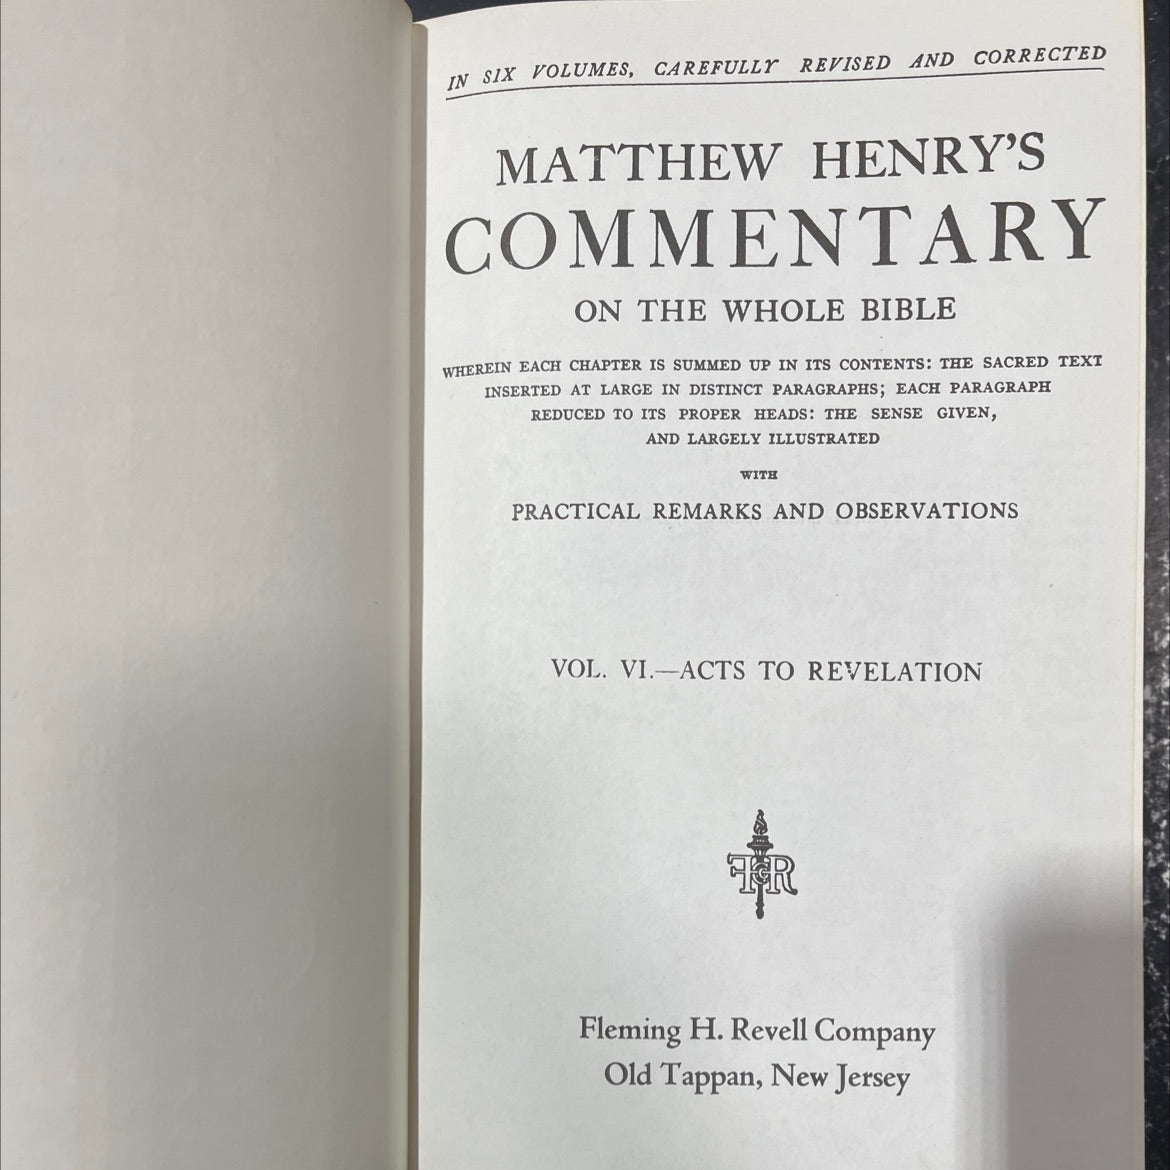 IN SIX VOLUMES, CAREFULLY REVISED AND CORRECTED
MATTHEW HENRY'S
COMMENTARY
ON THE WHOLE BIBLE
WHEREIN EACH CHAPTER IS SUMMED UP IN ITS CONTENTS: THE SACRED TEXT
INSERTED AT LARGE IN DISTINCT PARAGRAPHS; EACH PARAGRAPH
REDUCED TO ITS PROPER HEADS: THE SENSE GIVEN,
AND LARGELY ILLUSTRATED
WITH
PRACTICAL REMARKS AND OBSERVATIONS
VOL. VI.—ACTS TO REVELATION
FGR
Fleming H. Revell Company
Old Tappan, New Jersey